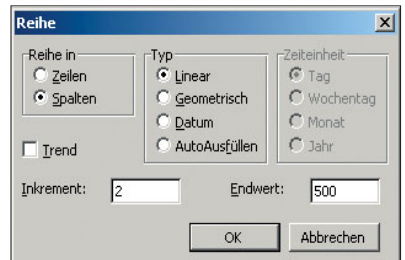 Reihe
Reihe in
Zeilen
Spalten
Trend
Typ
Linear
Geometrisch
Datum
AutoAusfüllen
Zeiteinheit
Tag
Wochentag
Monat
Jahr
Inkrement: 2
Endwert: 500
OK
Abbrechen